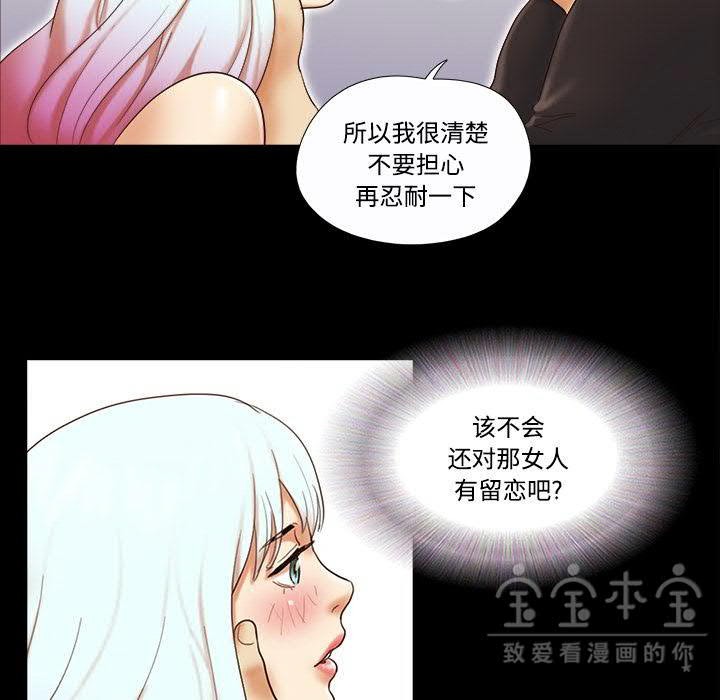 所以我很清楚
不要担心
再忍耐一下
该不会
还对那女人
有留恋吧?
宝宝本宝
致爱看漫画的你